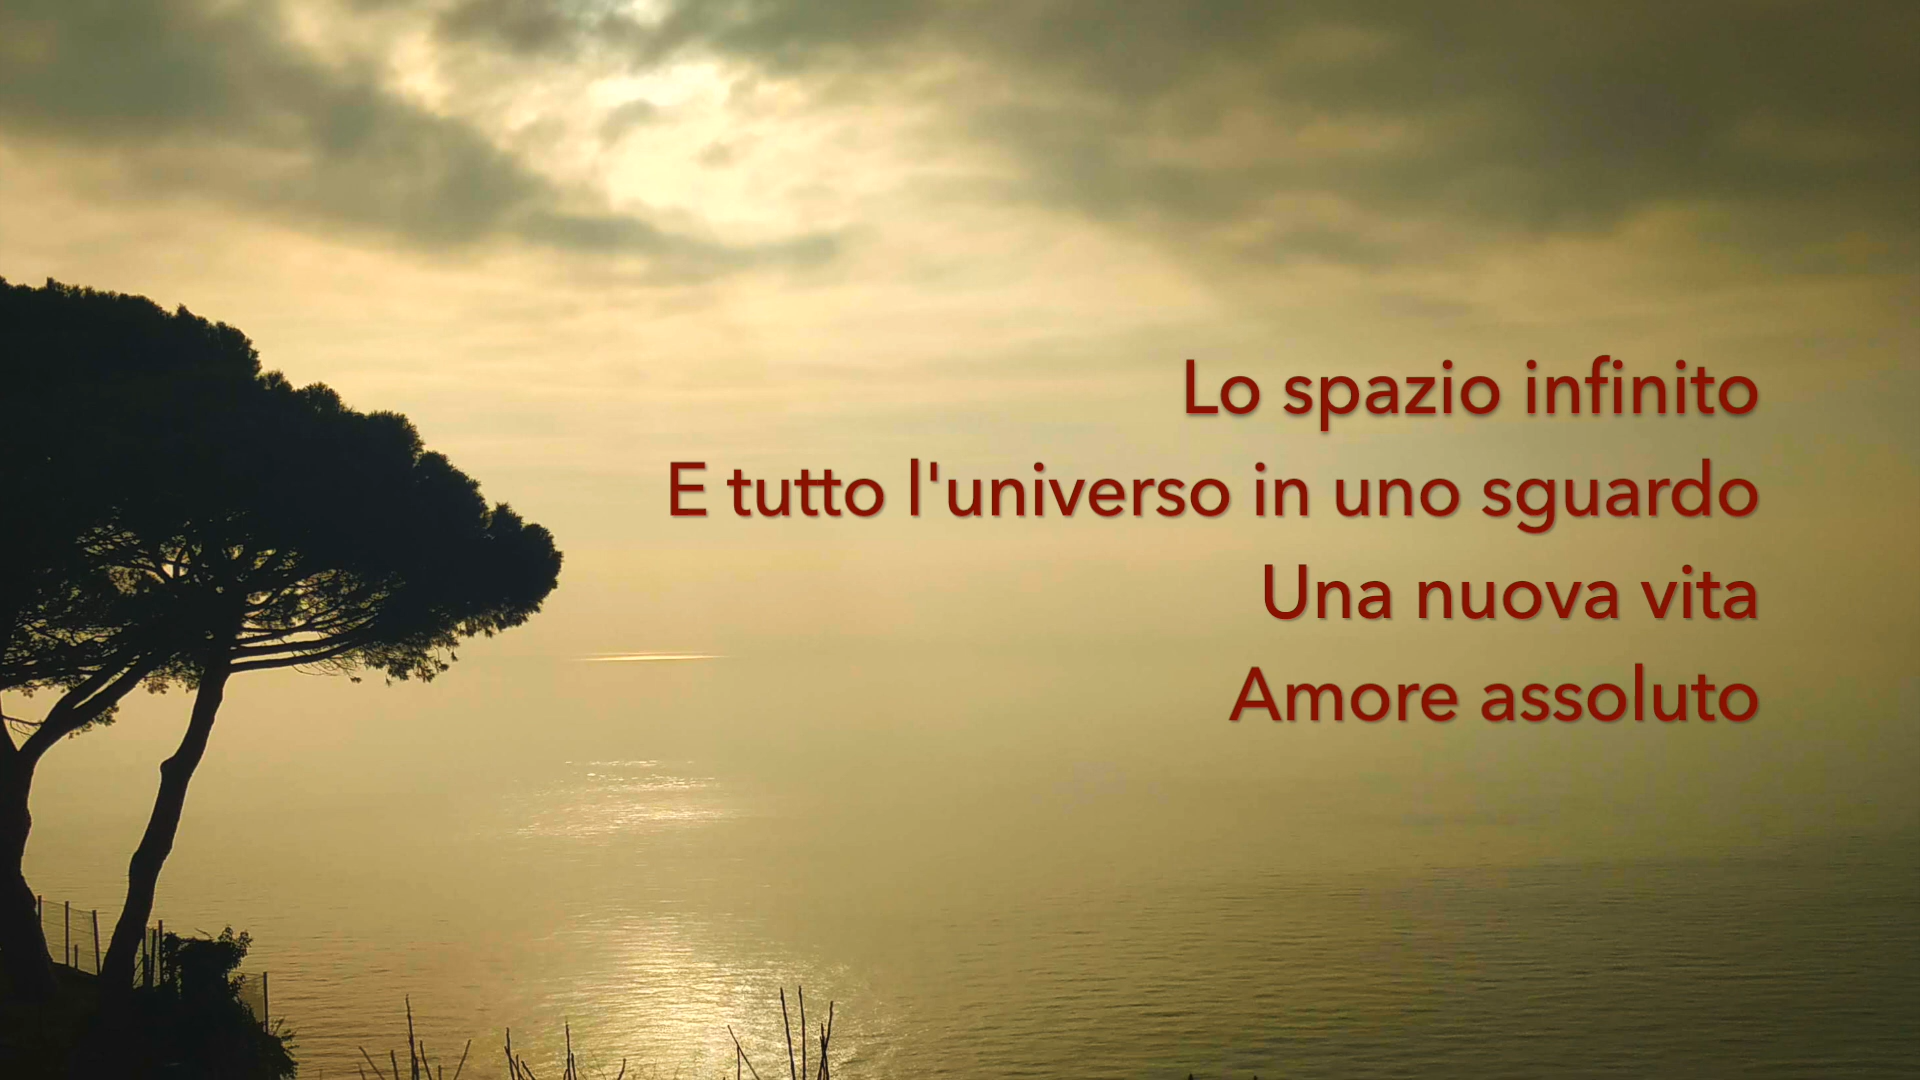 Lo spazio infinito
E tutto l'universo in uno sguardo
Una nuova vita
Amore assoluto